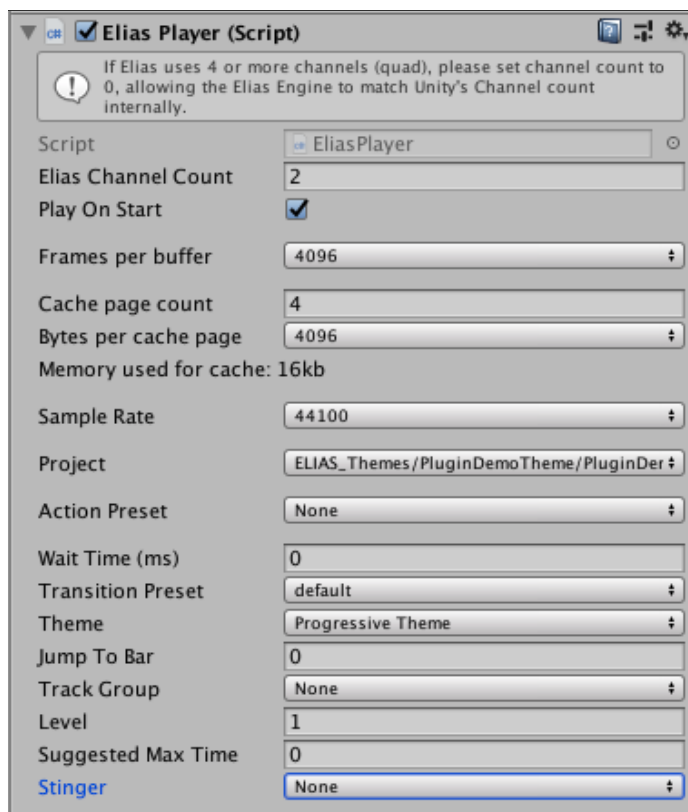 Elias Player (Script)
If Elias uses 4 or more channels (quad), please set channel count to
0, allowing the Elias Engine to match Unity's Channel count
internally.
Script EliasPlayer
Elias Channel Count 2
Play On Start
Frames per buffer 4096
Cache page count 4
Bytes per cache page 4096
Memory used for cache: 16kb
Sample Rate 44100
Project ELIAS_Themes/PluginDemoTheme/PluginDer
Action Preset None
Wait Time (ms) 0
Transition Preset default
Theme Progressive Theme
Jump To Bar 0
Track Group None
Level 1
Suggested Max Time 0
Stinger None